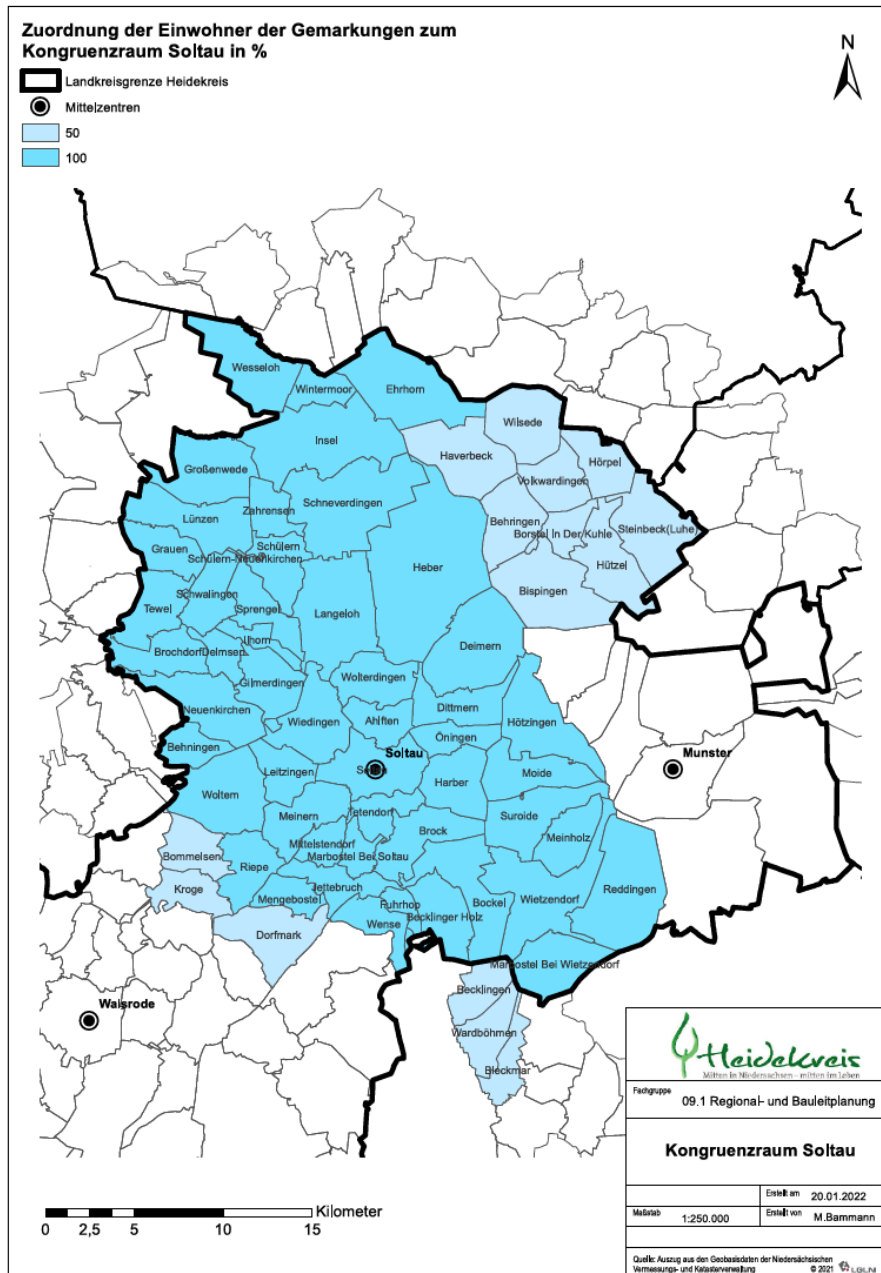 Zuordnung der Einwohner der Gemarkungen zum
Kongruenzraum Soltau in %
Landkreisgrenze Heidekreis
Mittelzentren
50
100
N
Wesseloh
Wintermoor
Ehrhorn
Insel
Wilsede
Haverbeck
Hörpel
Großenwede
Volkwardingen
Schneverdingen
Zahrensen
Lünzen
Behringen
Borstel In Der Kuhle
Steinbeck(Luhe)
Grauen
Schülern
Schülern-Neuenkirchen
Heber
Hützel
Bispingen
Schwalingen
Tewel
Sprengel
Langeloh
Ilhorn
Deimern
Brochdorf
Delmsen
Gilmerdingen
Wolterdingen
Neuenkirchen
Dittmern
Hötzingen
Wiedingen
Ahlften
Öningen
Behningen
Soltau
Munster
Leitzingen
Moide
Harber
Woltem
Meinern
Tetendorf
Suroide
Brock
Meinholz
Mittelstendorf
Marbostel Bei Soltau
Bommelsen
Riepe
Kroge
Jettebruch
Mengebostel
Fuhrhop
Bockel
Wietzendorf
Reddingen
Becklinger Holz
Wense
Dorfmark
Marbostel Bei Wietzendorf
Becklingen
Walsrode
Wardböhmen
Bleckmar
Kilometer
0 2,5 5 10 15
Heidekreis
Mitten in Niedersachsen - mitten im Leben
Fachgruppe 09.1 Regional- und Bauleitplanung
Kongruenzraum Soltau
Erstellt am 20.01.2022
Maßstab 1:250.000 Erstellt von M.Bammann
Quelle: Auszug aus den Geobasisdaten der Niedersächsischen
Vermessungs- und Katasterverwaltung © 2021 LGLN